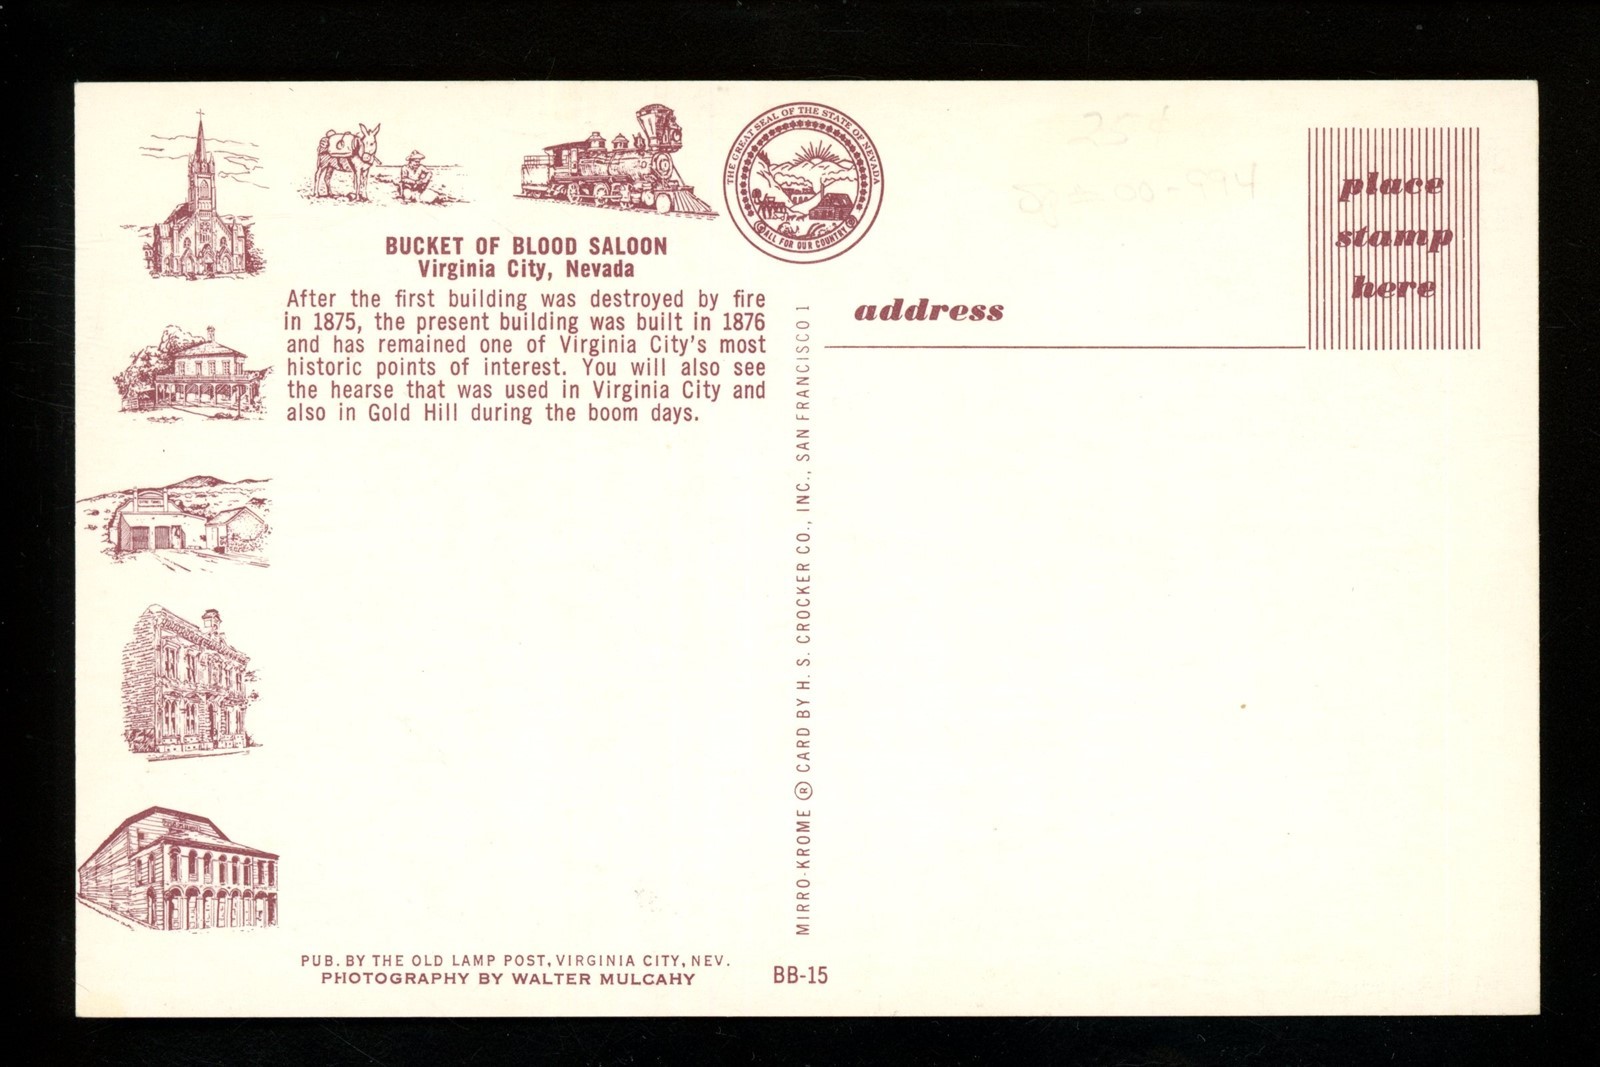 THE GREAT SEAL OF THE STATE OF NEVADA
ALL FOR OUR COUNTRY
BUCKET OF BLOOD SALOON
Virginia City, Nevada
After the first building was destroyed by fire
in 1875, the present building was built in 1876
and has remained one of Virginia City's most
historic points of interest. You will also see
the hearse that was used in Virginia City and
also in Gold Hill during the boom days.
PUB. BY THE OLD LAMP POST, VIRGINIA CITY, NEV.
PHOTOGRAPHY BY WALTER MULCAHY
BB-15
MIRRO-KROME ® CARD BY H. S. CROCKER CO., INC., SAN FRANCISCO 1
address
place
stamp
here